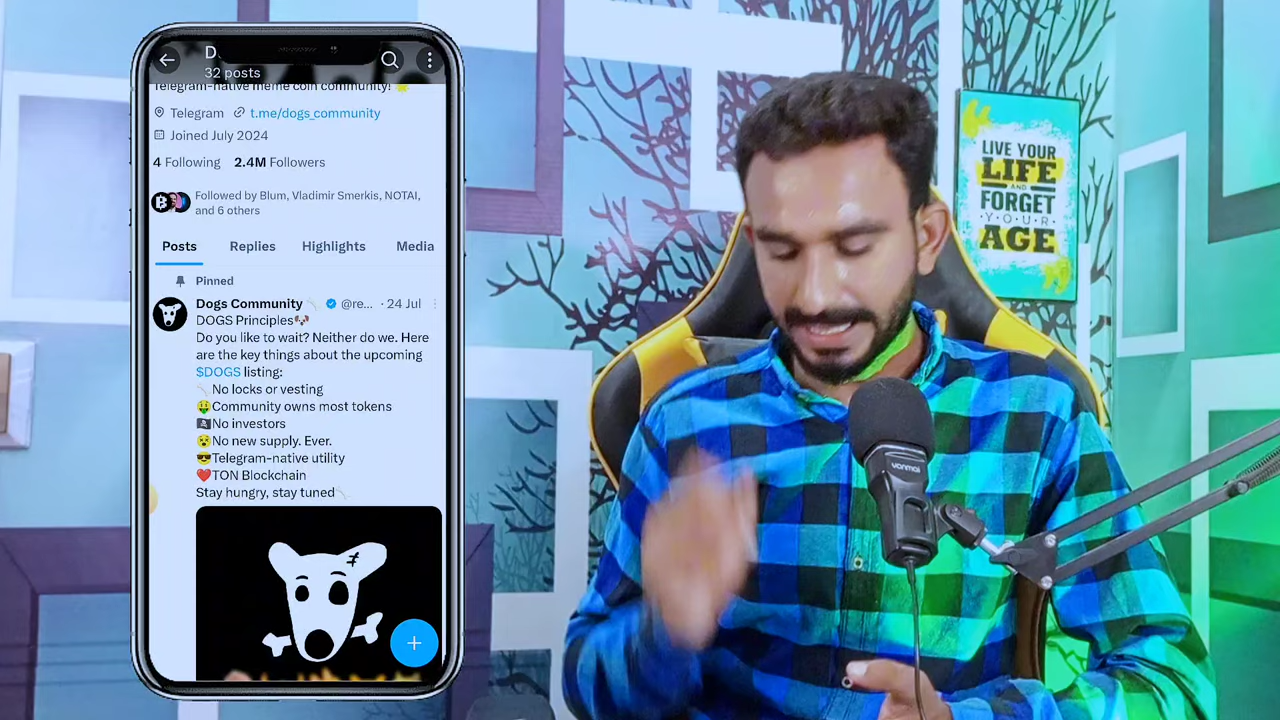 D.
32 posts
Telegram-native meme coin community! 🌟
Telegram t.me/dogs_community
Joined July 2024
4 Following 2.4M Followers
Followed by Blum, Vladimir Smerkis, NOTAI,
and 6 others
Posts Replies Highlights Media
Pinned
Dogs Community🦴 @re... · 24 Jul
DOGS Principles🐶
Do you like to wait? Neither do we. Here
are the key things about the upcoming
$DOGS listing:
🦴No locks or vesting
🤑Community owns most tokens
🏴‍☠️No investors
😵No new supply. Ever.
😎Telegram-native utility
❤️TON Blockchain
Stay hungry, stay tuned🦴
LIVE YOUR
LIFE
AND
FORGET
·Y·O·U·R·
AGE
vonmai